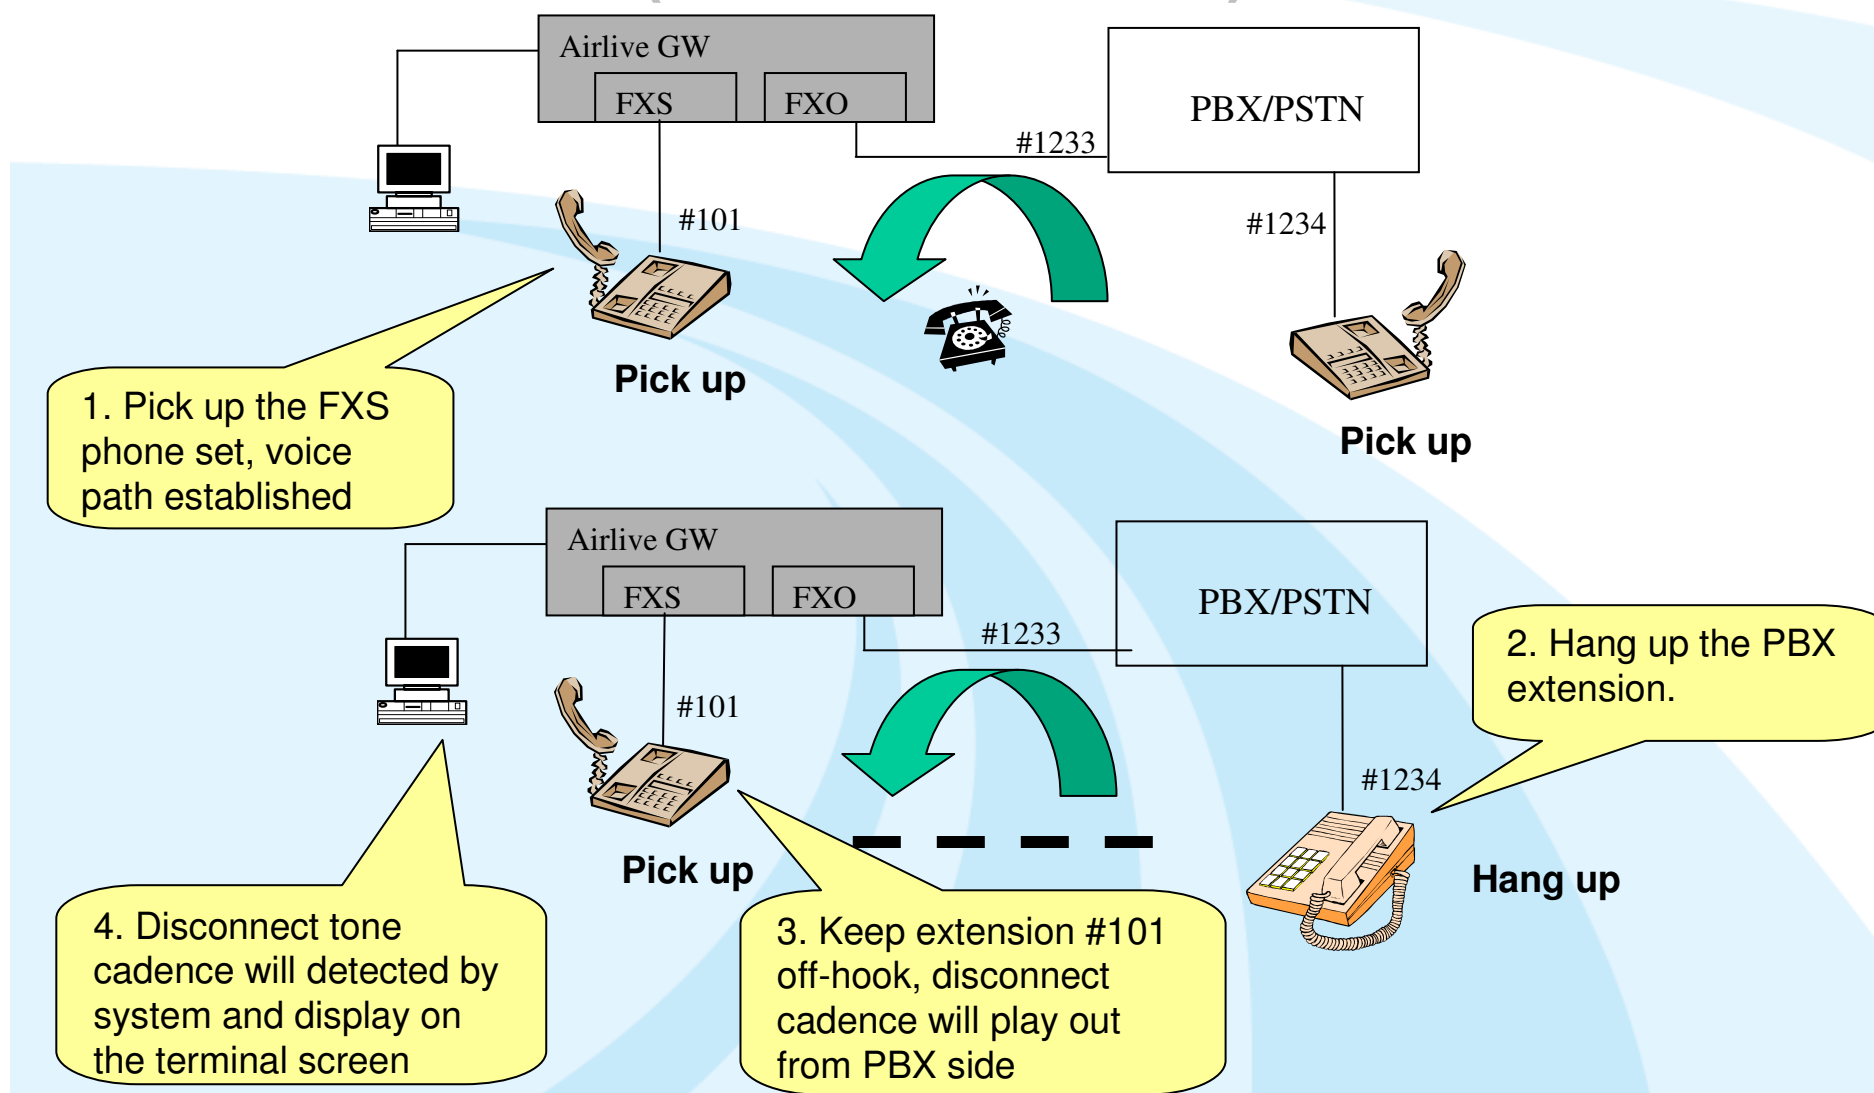 Airlive GW
FXS
FXO
PBX/PSTN
#1233
#101
#1234
Pick up
Pick up
1. Pick up the FXS
phone set, voice
path established
Airlive GW
FXS
FXO
PBX/PSTN
#1233
2. Hang up the PBX
extension.
#101
#1234
Pick up
Hang up
4. Disconnect tone
cadence will detected by
system and display on
the terminal screen
3. Keep extension #101
off-hook, disconnect
cadence will play out
from PBX side